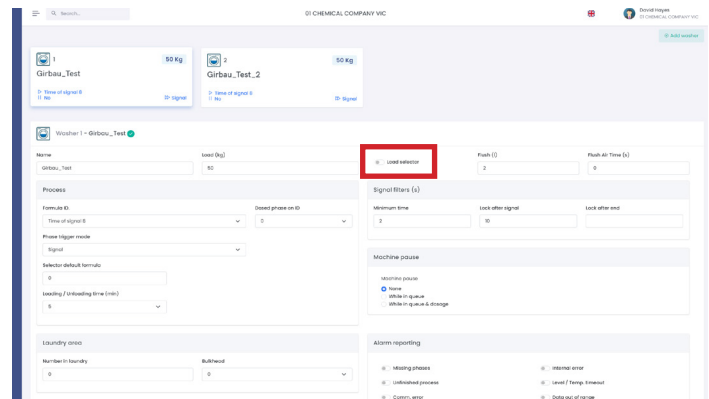 Search...
01 CHEMICAL COMPANY VIC
David Hayes
01 CHEMICAL COMPANY VIC
Add washer
1
50 Kg
Girbau_Test
Time of signal B
No
Signal
2
50 Kg
Girbau_Test_2
Time of signal B
No
Signal
Washer 1 - Girbau_Test
Name
Load (kg)
Load selector
Flush (l)
Flush Air Time (s)
Girbau_Test
50
2
0
Process
Formula ID
Dosed phase on ID
Time of signal B
0
Phase trigger mode
Signal
Selector default formula
0
Loading / Unloading time (min)
5
Signal filters (s)
Minimum time
Lock after signal
Lock after end
2
10
Machine pause
Machine pause
None
While in queue
While in queue & dosage
Laundry area
Number in laundry
Bulkhead
0
0
Alarm reporting
Missing phases
Internal error
Unfinished process
Level / Temp. timeout
Comm. error
Data out of range